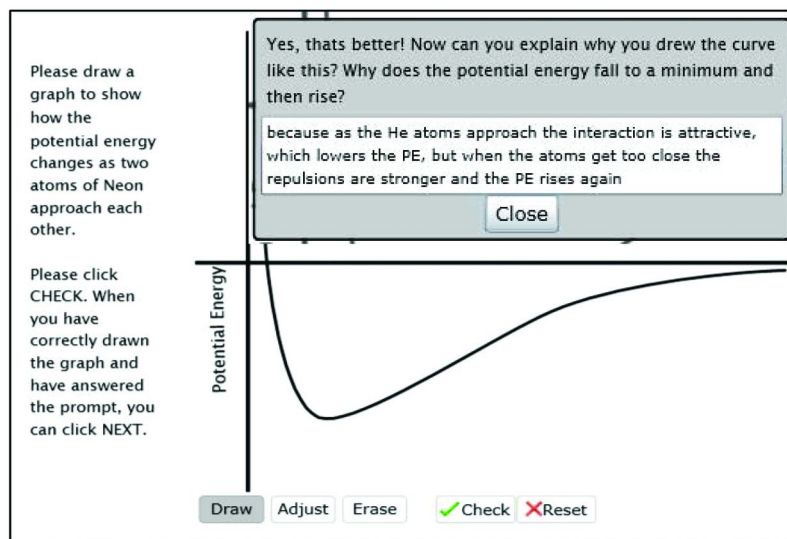 Please draw a
graph to show
how the
potential energy
changes as two
atoms of Neon
approach each
other.
Please click
CHECK. When
you have
correctly drawn
the graph and
have answered
the prompt, you
can click NEXT.
Yes, thats better! Now can you explain why you drew the curve
like this? Why does the potential energy fall to a minimum and
then rise?
because as the He atoms approach the interaction is attractive,
which lowers the PE, but when the atoms get too close the
repulsions are stronger and the PE rises again
Close
Potential Energy
Draw
Adjust
Erase
Check
Reset